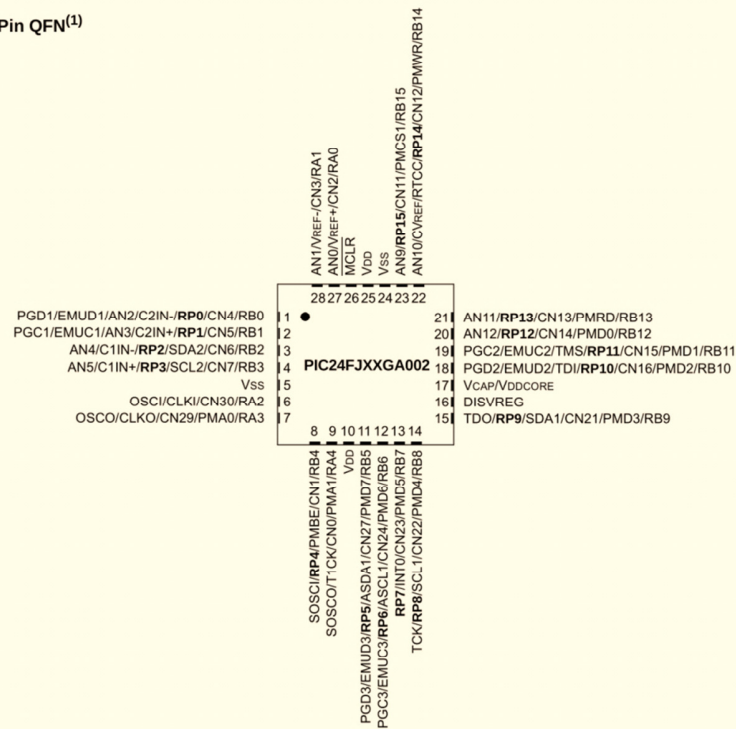 Pin QFN(1)
AN1/VREF-/CN3/RA1
AN0/VREF+/CN2/RA0
MCLR
VDD
VSS
AN9/RP15/CN11/PMCS1/RB15
AN10/CVREF/RTCC/RP14/CN12/PMWR/RB14
28 27 26 25 24 23 22
PGD1/EMUD1/AN2/C2IN-/RP0/CN4/RB0 1
PGC1/EMUC1/AN3/C2IN+/RP1/CN5/RB1 2
AN4/C1IN-/RP2/SDA2/CN6/RB2 3
AN5/C1IN+/RP3/SCL2/CN7/RB3 4
VSS 5
OSCI/CLKI/CN30/RA2 6
OSCO/CLKO/CN29/PMA0/RA3 7
PIC24FJXXGA002
21 AN11/RP13/CN13/PMRD/RB13
20 AN12/RP12/CN14/PMD0/RB12
19 PGC2/EMUC2/TMS/RP11/CN15/PMD1/RB11
18 PGD2/EMUD2/TDI/RP10/CN16/PMD2/RB10
17 VCAP/VDDCORE
16 DISVREG
15 TDO/RP9/SDA1/CN21/PMD3/RB9
8 9 10 11 12 13 14
SOSCI/RP4/PMBE/CN1/RB4
SOSCO/T1CK/CN0/PMA1/RA4
VDD
PGD3/EMUD3/RP5/ASDA1/CN27/PMD7/RB5
PGC3/EMUC3/RP6/ASCL1/CN24/PMD6/RB6
RP7/INT0/CN23/PMD5/RB7
TCK/RP8/SCL1/CN22/PMD4/RB8